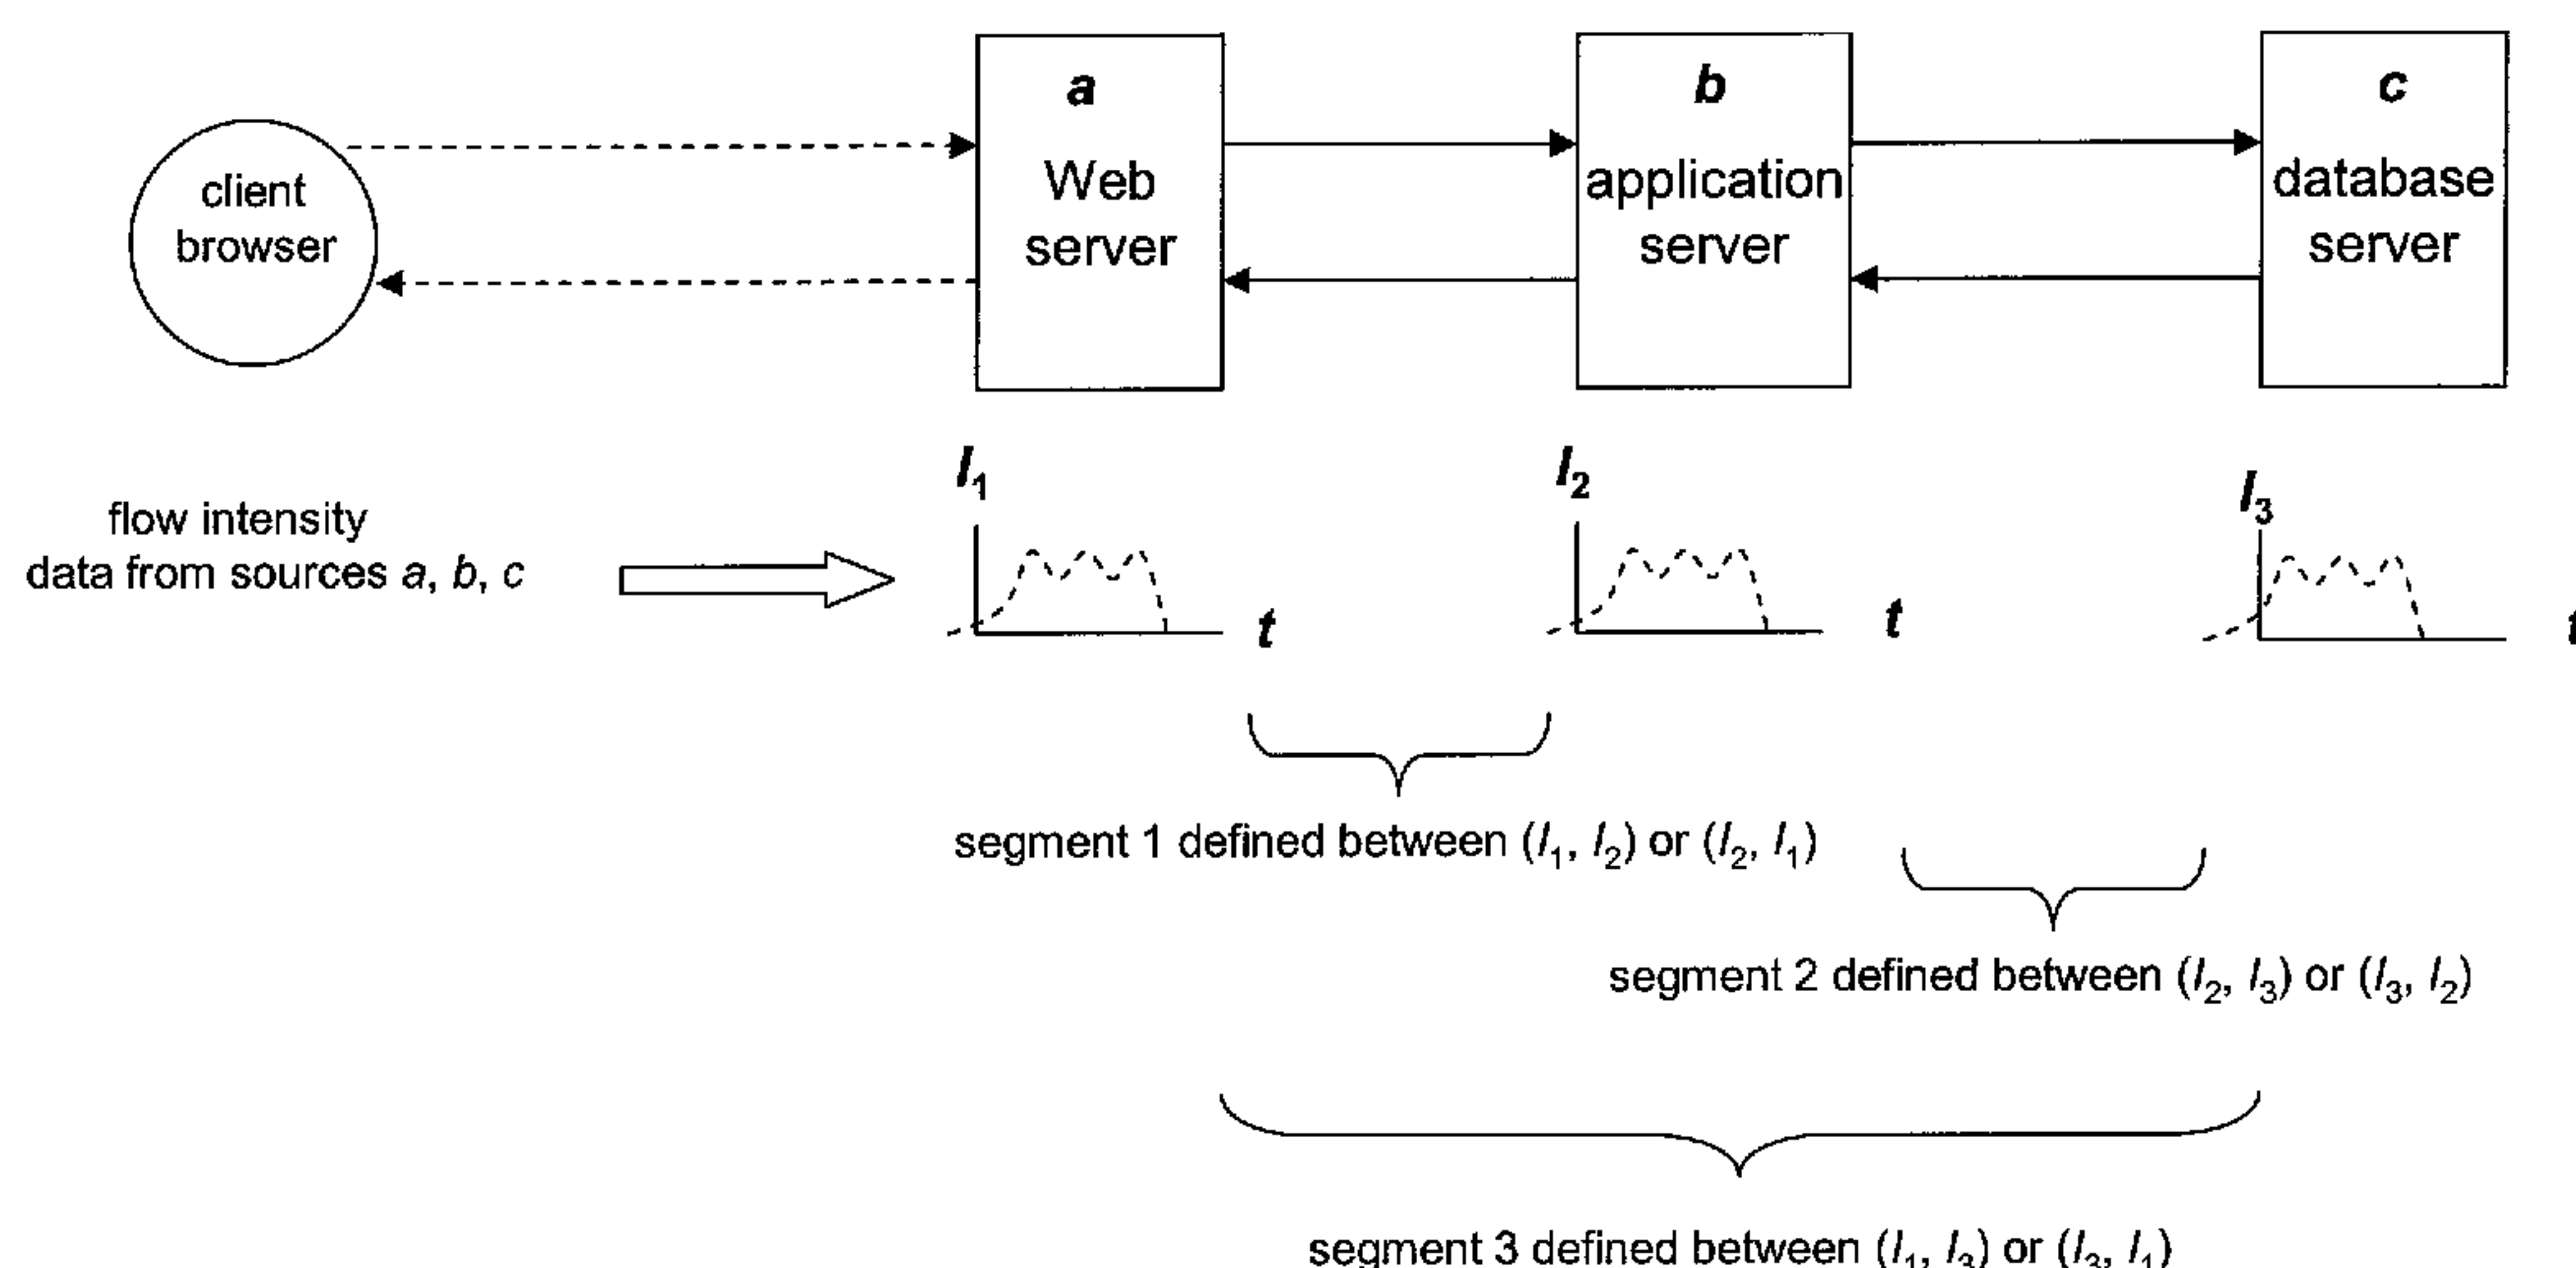 a
b
c
client
browser
Web
server
application
server
database
server
I₁
I₂
I₃
flow intensity
data from sources a, b, c
t
t
t
segment 1 defined between (I₁, I₂) or (I₂, I₁)
segment 2 defined between (I₂, I₃) or (I₃, I₂)
segment 3 defined between (I₁, I₃) or (I₃, I₁)